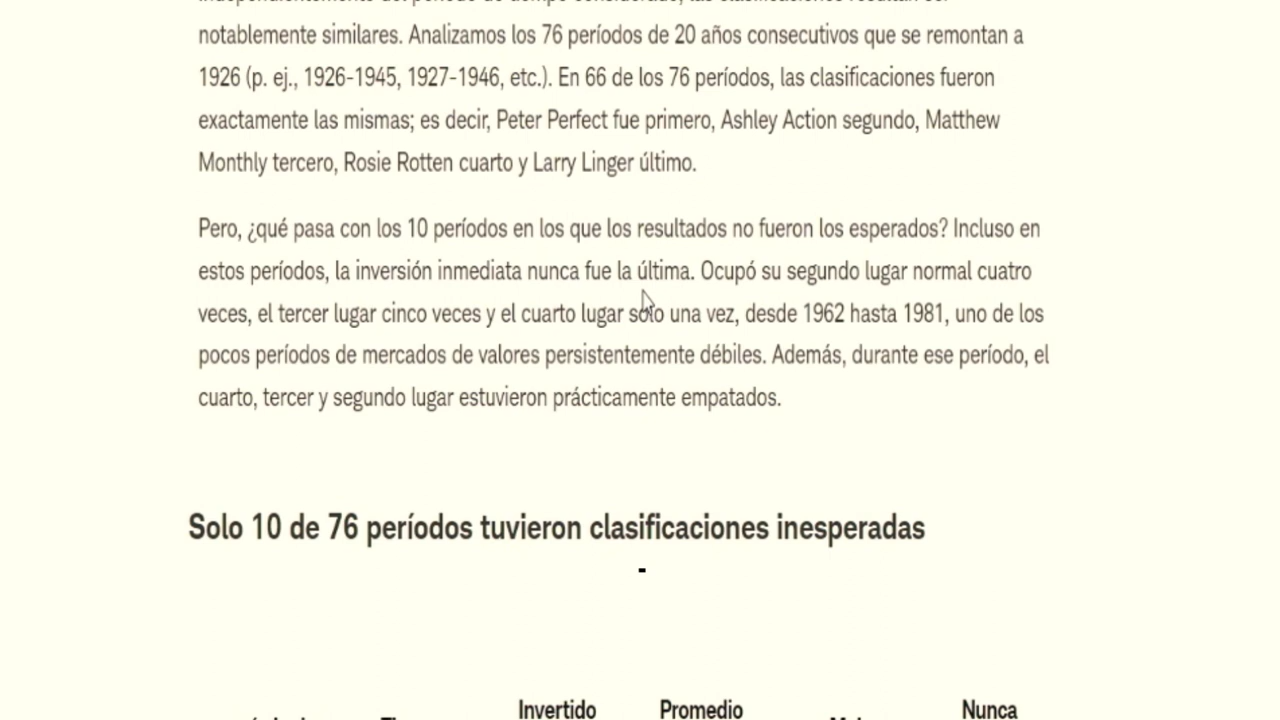 notablemente similares. Analizamos los 76 períodos de 20 años consecutivos que se remontan a
1926 (p. ej., 1926-1945, 1927-1946, etc.). En 66 de los 76 períodos, las clasificaciones fueron
exactamente las mismas; es decir, Peter Perfect fue primero, Ashley Action segundo, Matthew
Monthly tercero, Rosie Rotten cuarto y Larry Linger último.
Pero, ¿qué pasa con los 10 períodos en los que los resultados no fueron los esperados? Incluso en
estos períodos, la inversión inmediata nunca fue la última. Ocupó su segundo lugar normal cuatro
veces, el tercer lugar cinco veces y el cuarto lugar solo una vez, desde 1962 hasta 1981, uno de los
pocos períodos de mercados de valores persistentemente débiles. Además, durante ese período, el
cuarto, tercer y segundo lugar estuvieron prácticamente empatados.
Solo 10 de 76 períodos tuvieron clasificaciones inesperadas
-
Invertido Promedio Nunca